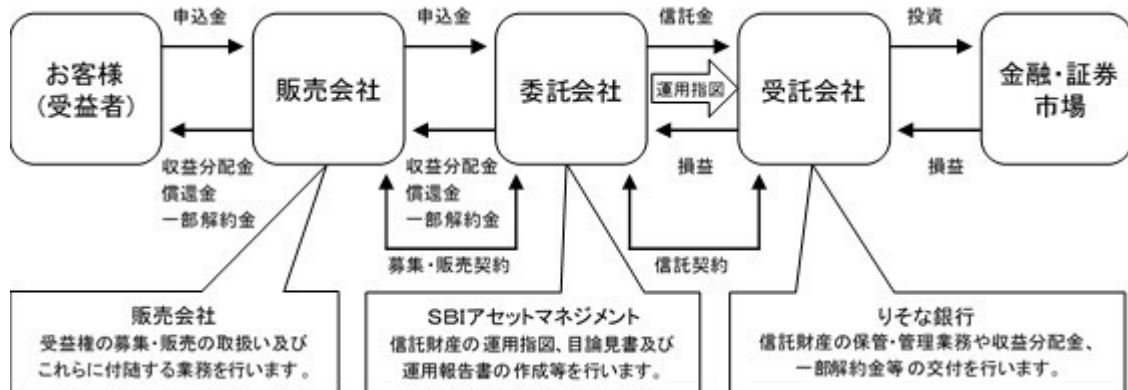 申込金
申込金
信託金
投資
お客様
（受益者）
販売会社
委託会社
運用指図
受託会社
金融・証券
市場
収益分配金
償還金
一部解約金
収益分配金
償還金
一部解約金
損益
損益
募集・販売契約
信託契約
販売会社
受益権の募集・販売の取扱い及び
これらに付随する業務を行います。
SBIアセットマネジメント
信託財産の運用指図、目論見書及び
運用報告書の作成等を行います。
りそな銀行
信託財産の保管・管理業務や収益分配金、
一部解約金等の交付を行います。